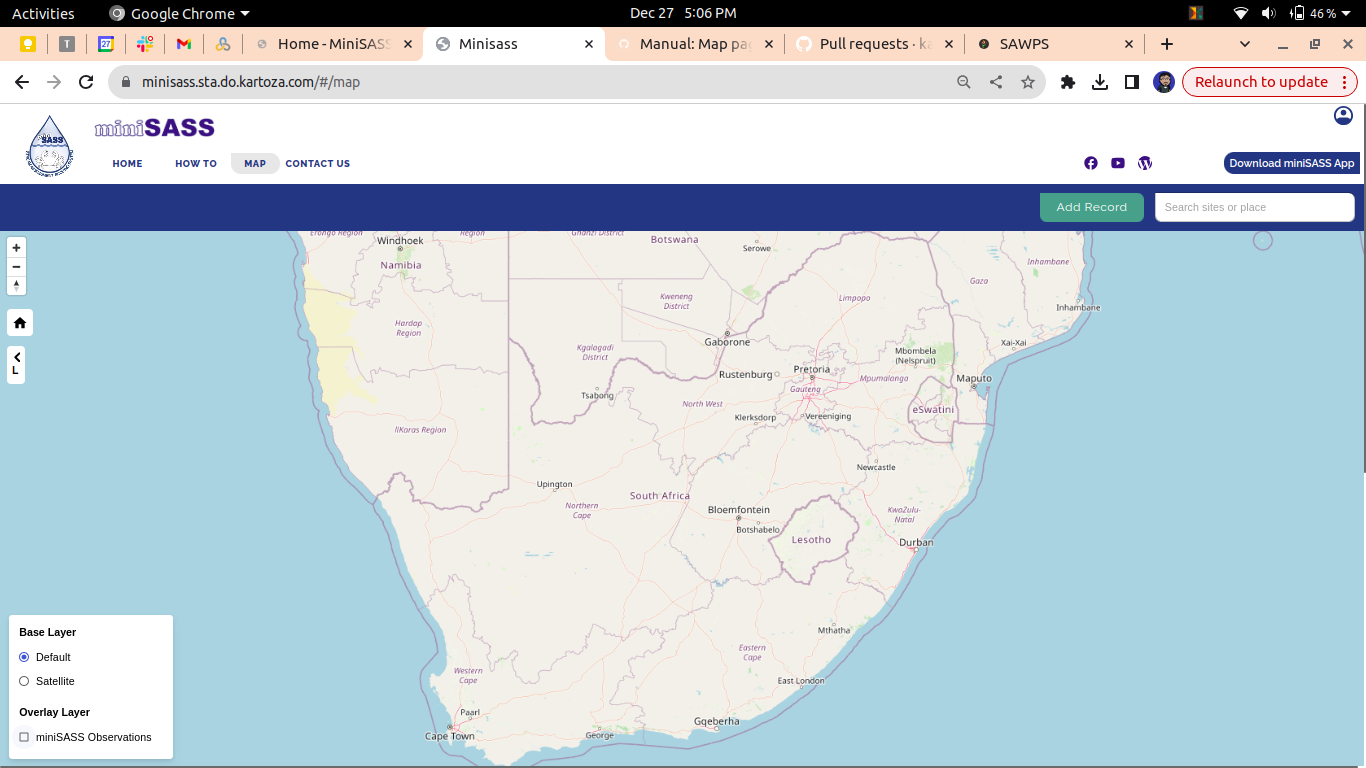 Activities
Google Chrome
Dec 27 5:06 PM
46 %
T
27
Home - MiniSASS
Minisass
Manual: Map pa
Pull requests · ka
SAWPS
minisass.sta.do.kartoza.com/#/map
Relaunch to update
SASS
miniSASS
HOME
HOW TO
MAP
CONTACT US
Download miniSASS App
Add Record
Search sites or place
+
−
L
Erongo Region
Windhoek
Region
Ghanzi District
Botswana
Serowe
Namibia
Inhambane
Gaza
Kweneng
District
Limpopo
Inhambane
Hardap
Region
Gaborone
Xai-Xai
Kgalagadi
District
Mbombela
(Nelspruit)
Rustenburg
Pretoria
Mpumalanga
Maputo
Gauteng
Tsabong
North West
eSwatini
Klerksdorp
Vereeniging
llKaras Region
Newcastle
Upington
South Africa
Northern
Cape
Bloemfontein
KwaZulu-
Natal
Botshabelo
Lesotho
Durban
Mthatha
Eastern
Cape
Western
Cape
East London
Paarl
Gqeberha
Cape Town
George
Base Layer
Default
Satellite
Overlay Layer
miniSASS Observations